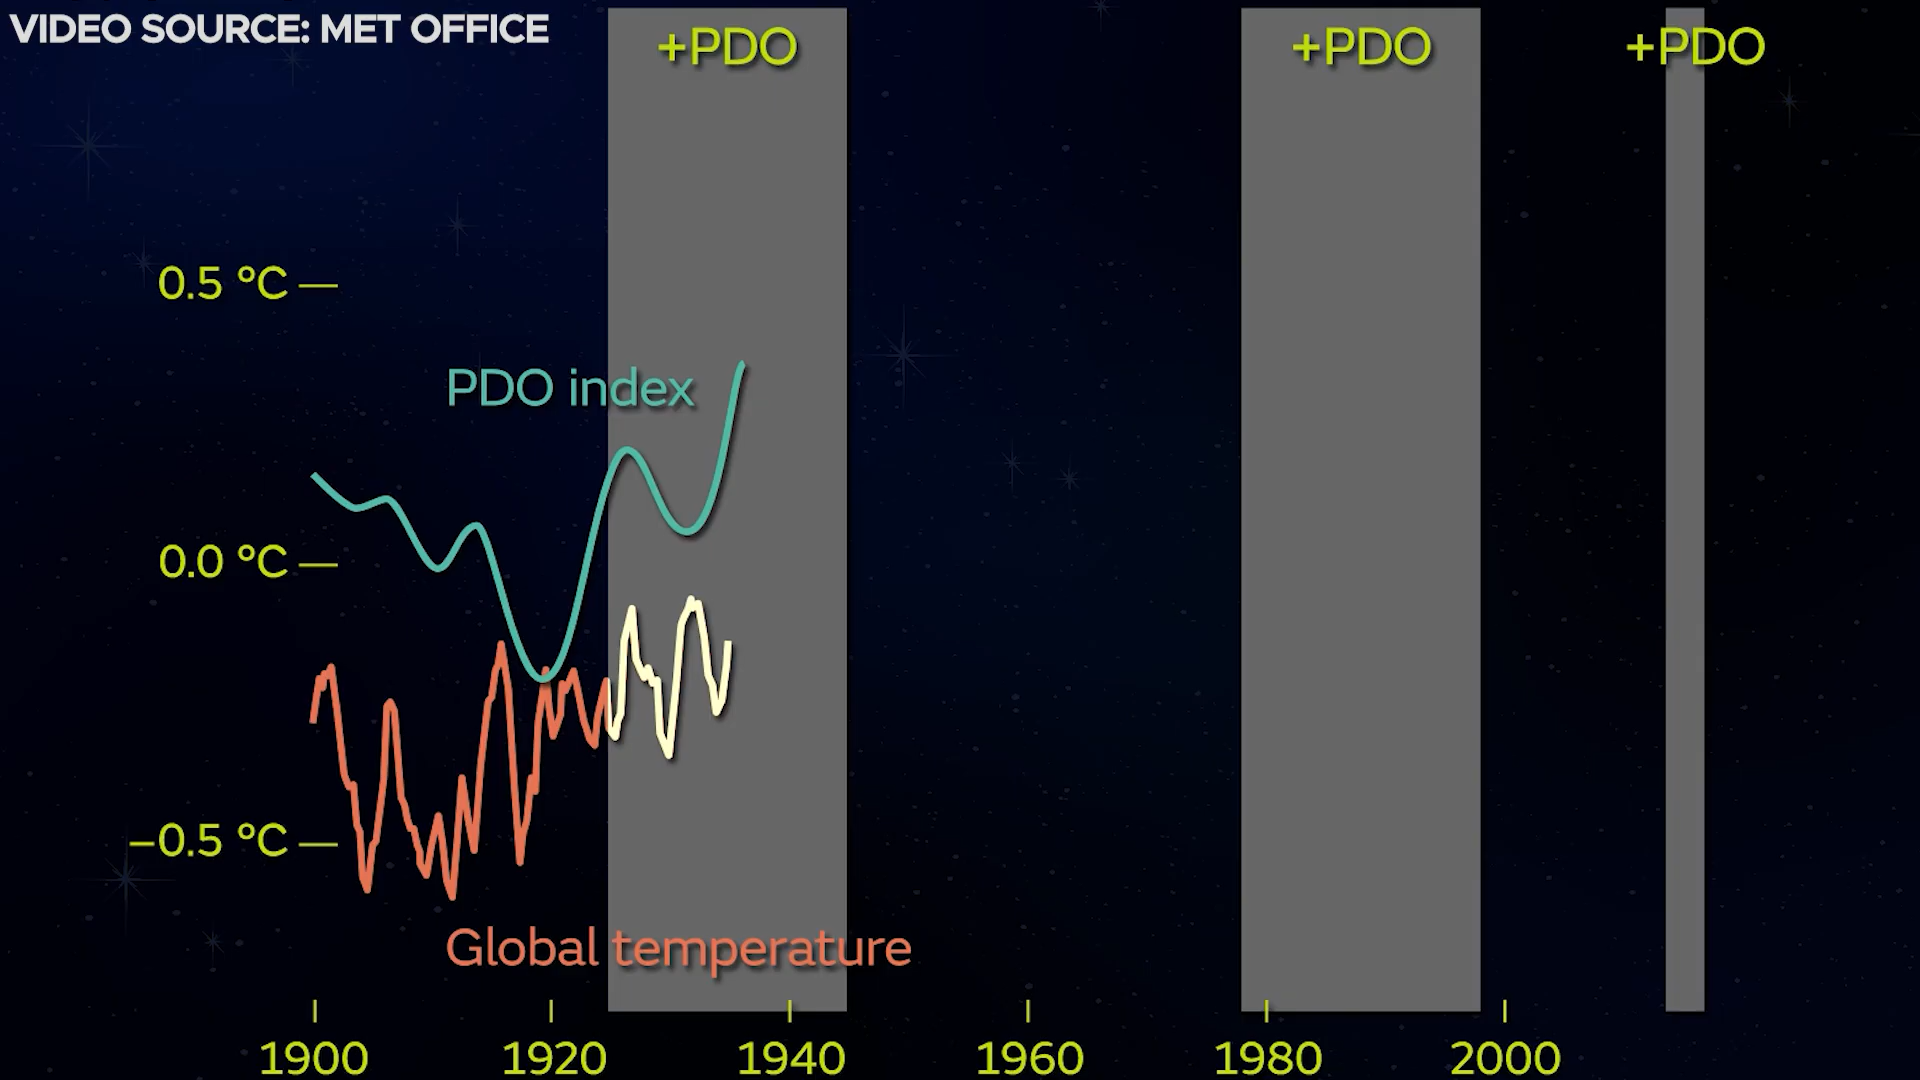 VIDEO SOURCE: MET OFFICE
+PDO
+PDO
+PDO
0.5 °C
PDO index
0.0 °C
–0.5 °C
Global temperature
1900
1920
1940
1960
1980
2000